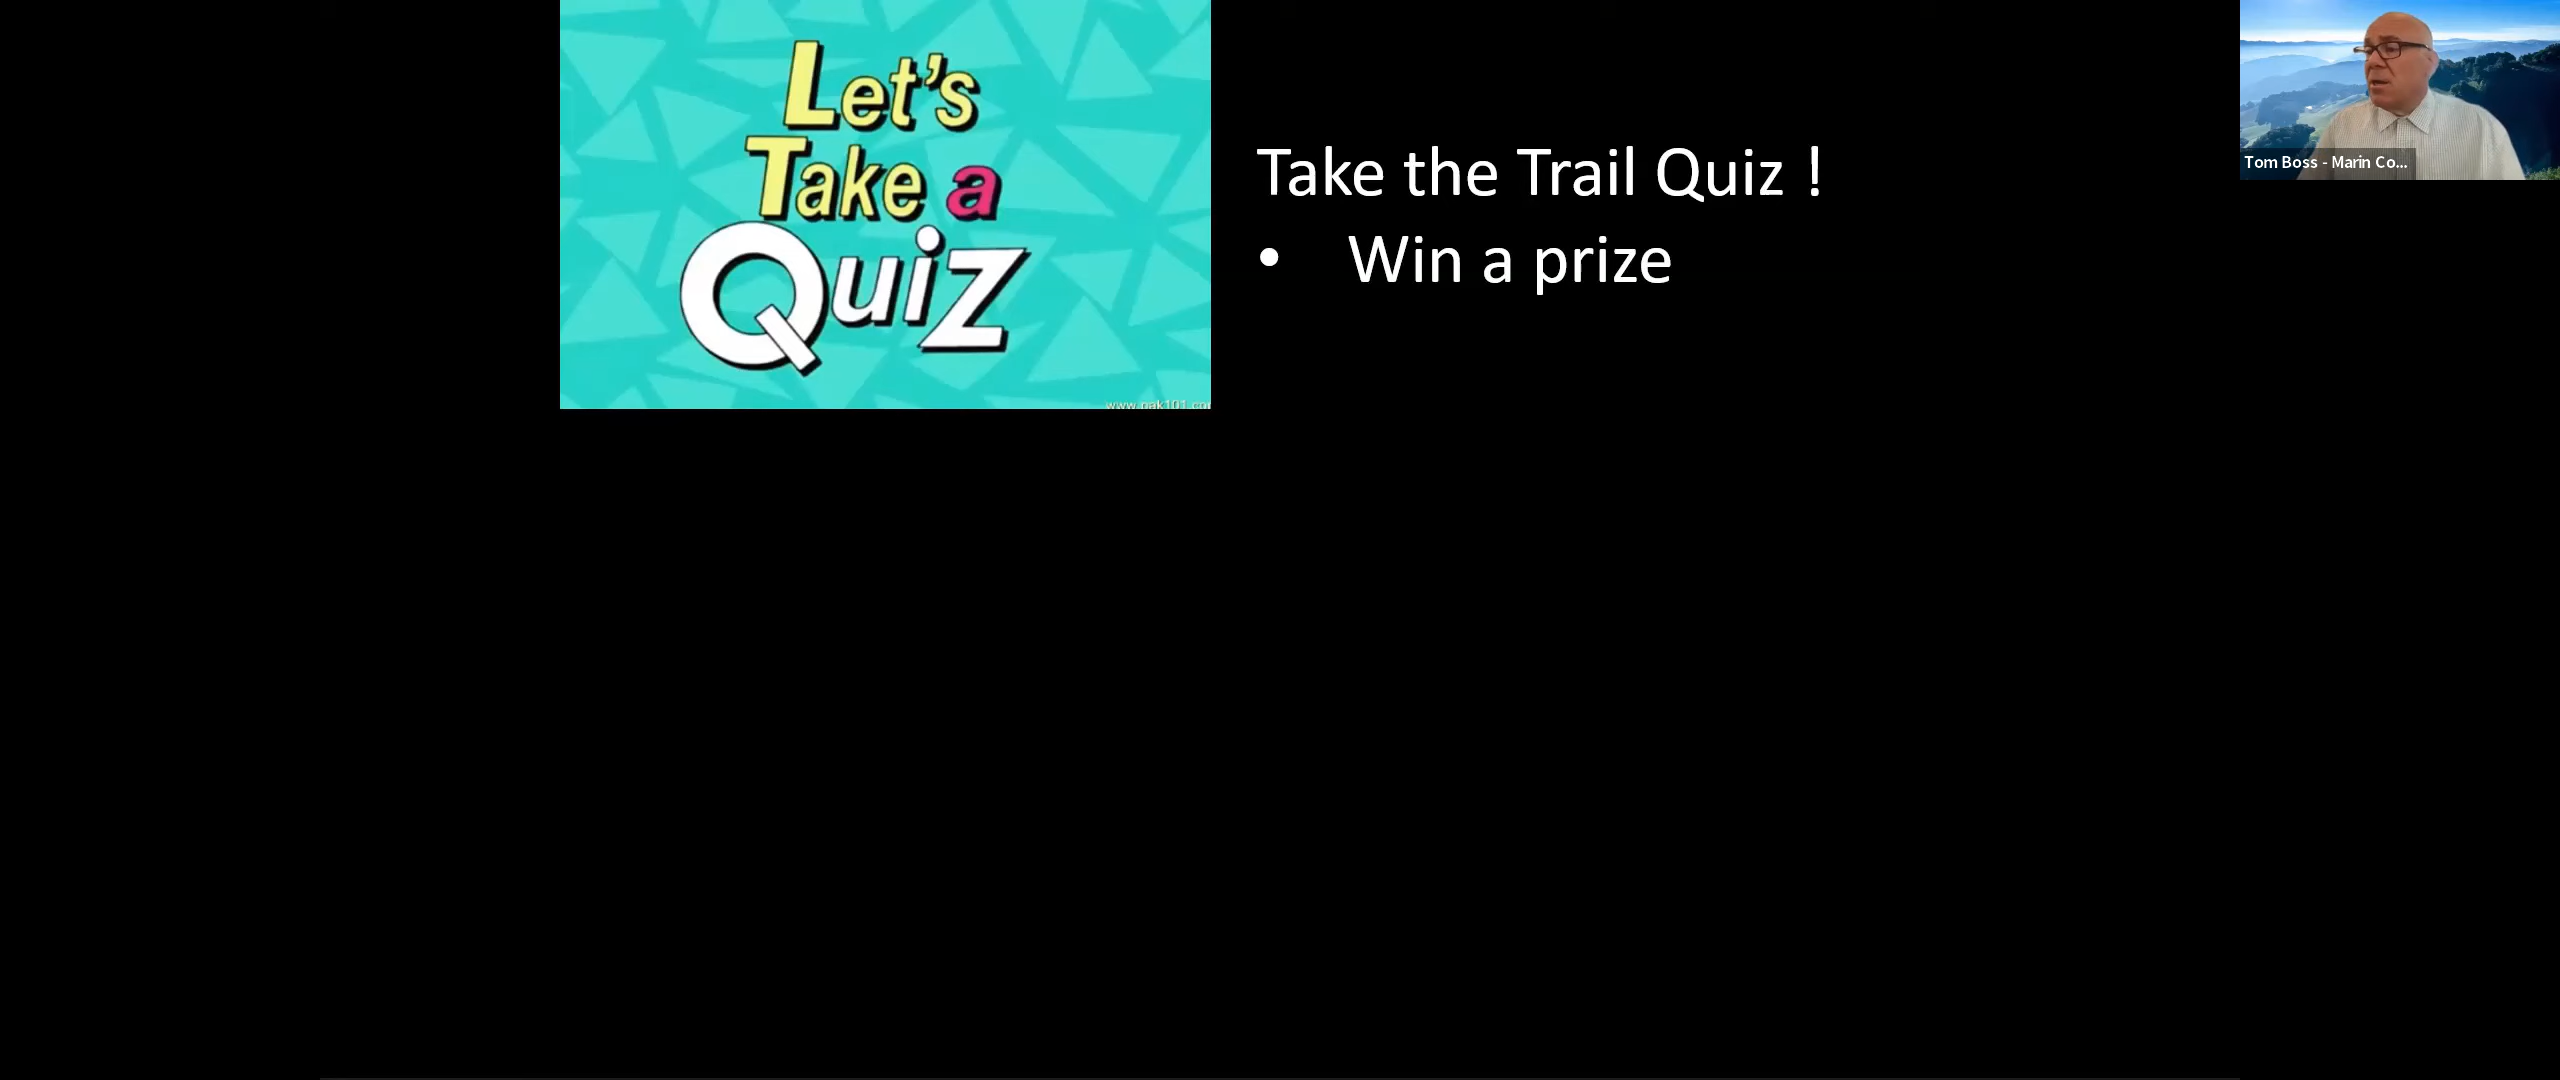 Let's
Take a
Quiz
Take the Trail Quiz !
• Win a prize
Tom Boss - Marin Co...